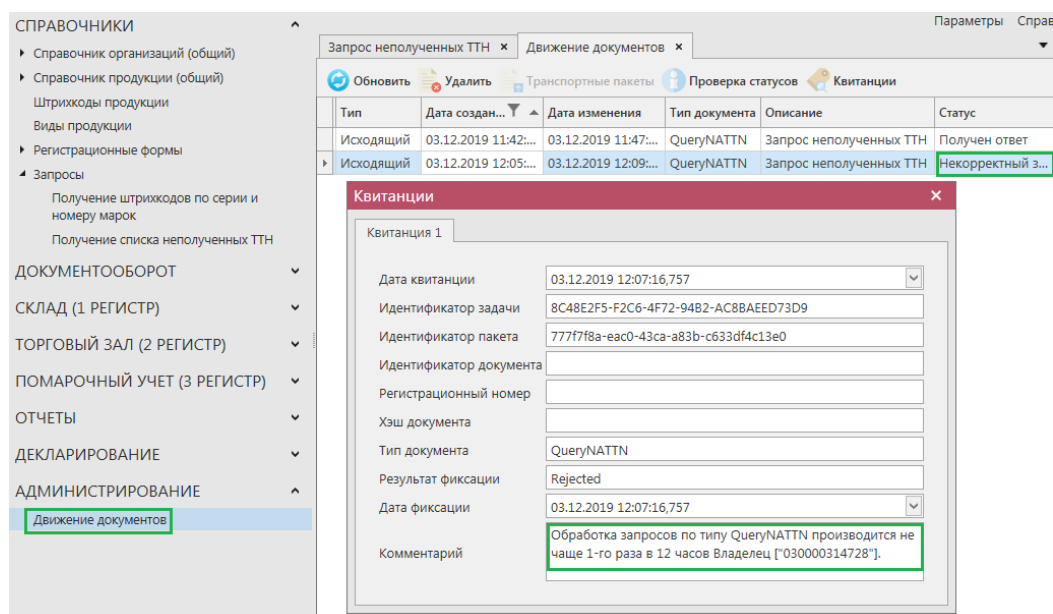 СПРАВОЧНИКИ
Справочник организаций (общий)
Справочник продукции (общий)
Штрихкоды продукции
Виды продукции
Регистрационные формы
Запросы
Получение штрихкодов по серии и
номеру марок
Получение списка неполученных ТТН
ДОКУМЕНТООБОРОТ
СКЛАД (1 РЕГИСТР)
ТОРГОВЫЙ ЗАЛ (2 РЕГИСТР)
ПОМАРОЧНЫЙ УЧЕТ (3 РЕГИСТР)
ОТЧЕТЫ
ДЕКЛАРИРОВАНИЕ
АДМИНИСТРИРОВАНИЕ
Движение документов
Параметры Справ
Запрос неполученных ТТН × Движение документов ×
Обновить Удалить Транспортные пакеты Проверка статусов Квитанции
Тип Дата создан... Дата изменения Тип документа Описание Статус
Исходящий 03.12.2019 11:42:... 03.12.2019 11:47:... QueryNATTN Запрос неполученных ТТН Получен ответ
Исходящий 03.12.2019 12:05:... 03.12.2019 12:09:... QueryNATTN Запрос неполученных ТТН Некорректный з...
Квитанции ×
Квитанция 1
Дата квитанции 03.12.2019 12:07:16,757
Идентификатор задачи 8C48E2F5-F2C6-4F72-94B2-AC8BAEED73D9
Идентификатор пакета 777f7f8a-eac0-43ca-a83b-c633df4c13e0
Идентификатор документа
Регистрационный номер
Хэш документа
Тип документа QueryNATTN
Результат фиксации Rejected
Дата фиксации 03.12.2019 12:07:16,757
Комментарий Обработка запросов по типу QueryNATTN производится не
чаще 1-го раза в 12 часов Владелец ["030000314728"].